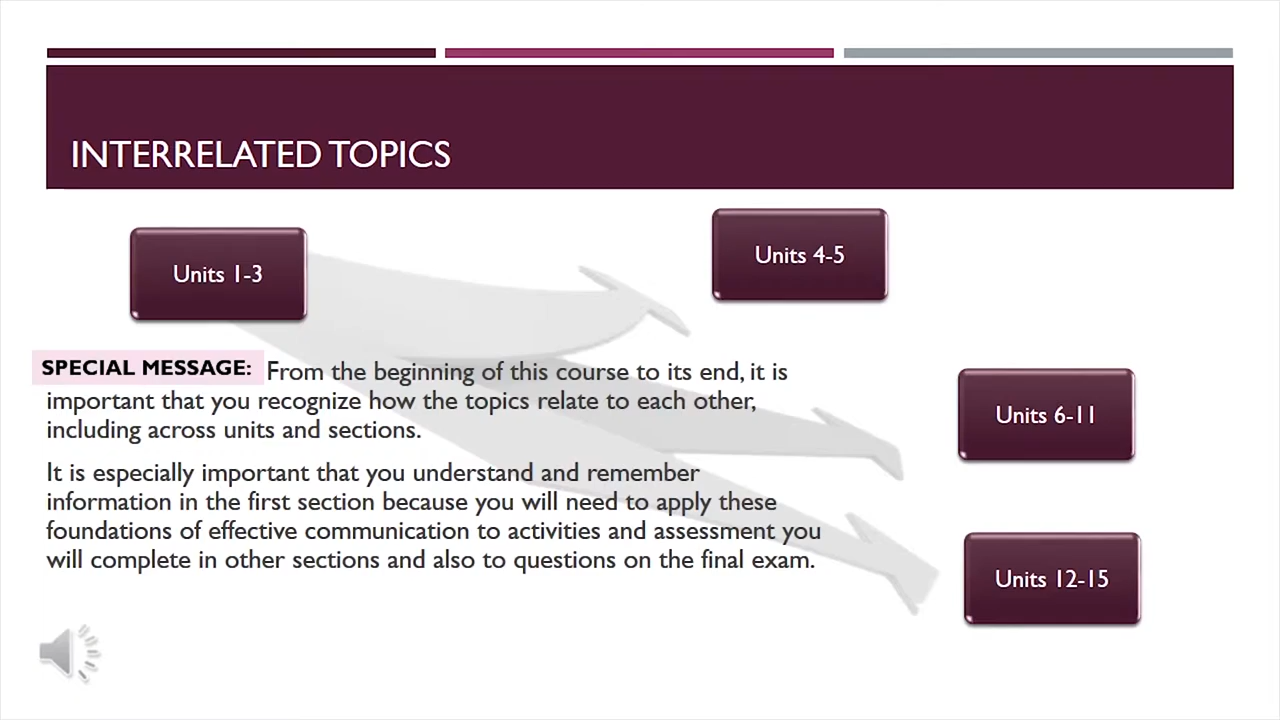 INTERRELATED TOPICS
Units 1-3
Units 4-5
SPECIAL MESSAGE: From the beginning of this course to its end, it is
important that you recognize how the topics relate to each other,
including across units and sections.
It is especially important that you understand and remember
information in the first section because you will need to apply these
foundations of effective communication to activities and assessment you
will complete in other sections and also to questions on the final exam.
Units 6-11
Units 12-15